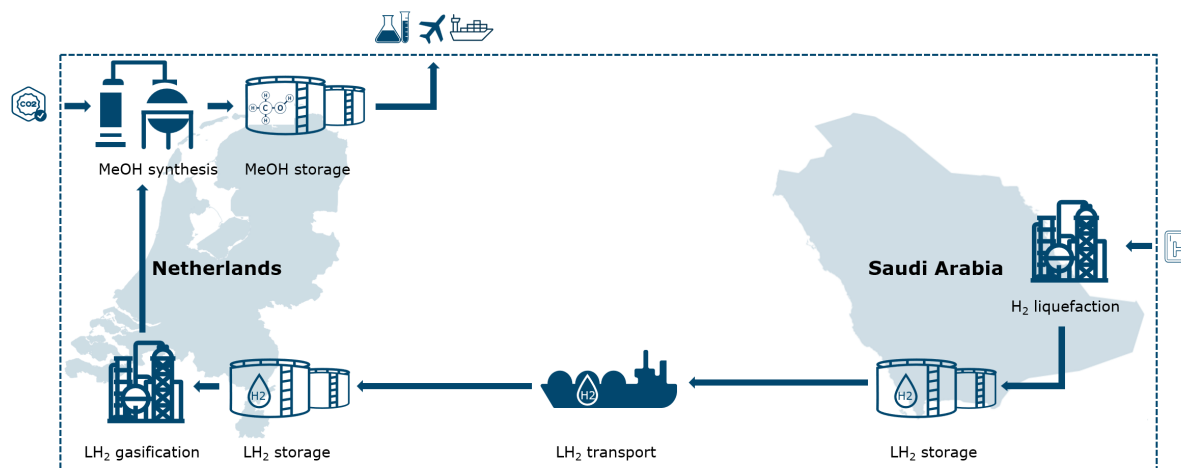 CO2
H
H
C
O
H
H
MeOH synthesis
MeOH storage
Netherlands
Saudi Arabia
H₂ liquefaction
H2
H2
H2
LH₂ gasification
LH₂ storage
LH₂ transport
LH₂ storage